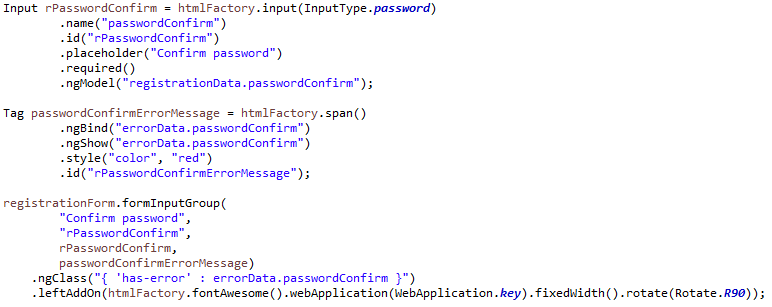 Input rPasswordConfirm = htmlFactory.input(InputType.password)
.name("passwordConfirm")
.id("rPasswordConfirm")
.placeholder("Confirm password")
.required()
.ngModel("registrationData.passwordConfirm");
Tag passwordConfirmErrorMessage = htmlFactory.span()
.ngBind("errorData.passwordConfirm")
.ngShow("errorData.passwordConfirm")
.style("color", "red")
.id("rPasswordConfirmErrorMessage");
registrationForm.formInputGroup(
"Confirm password",
"rPasswordConfirm",
rPasswordConfirm,
passwordConfirmErrorMessage)
.ngClass("{ 'has-error' : errorData.passwordConfirm }")
.leftAddOn(htmlFactory.fontAwesome().webApplication(WebApplication.key).fixedWidth().rotate(Rotate.R90));